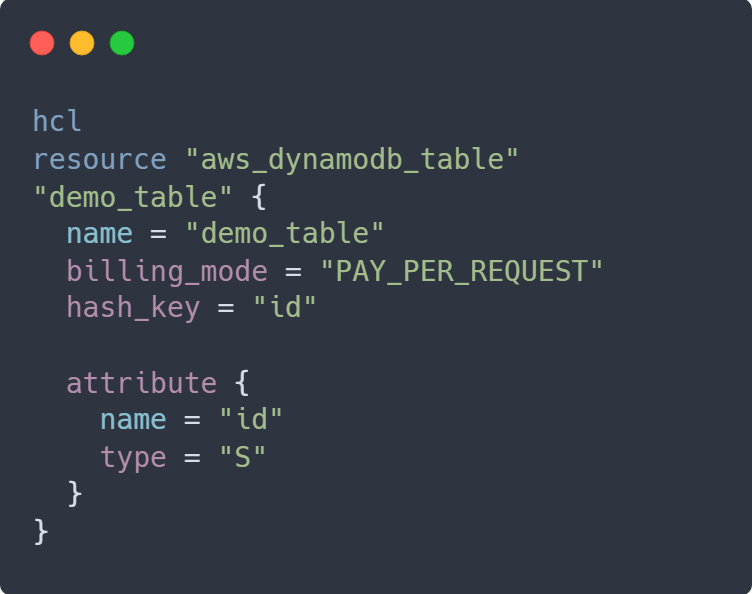 hcl
resource "aws_dynamodb_table"
"demo_table" {
  name = "demo_table"
  billing_mode = "PAY_PER_REQUEST"
  hash_key = "id"

  attribute {
    name = "id"
    type = "S"
  }
}